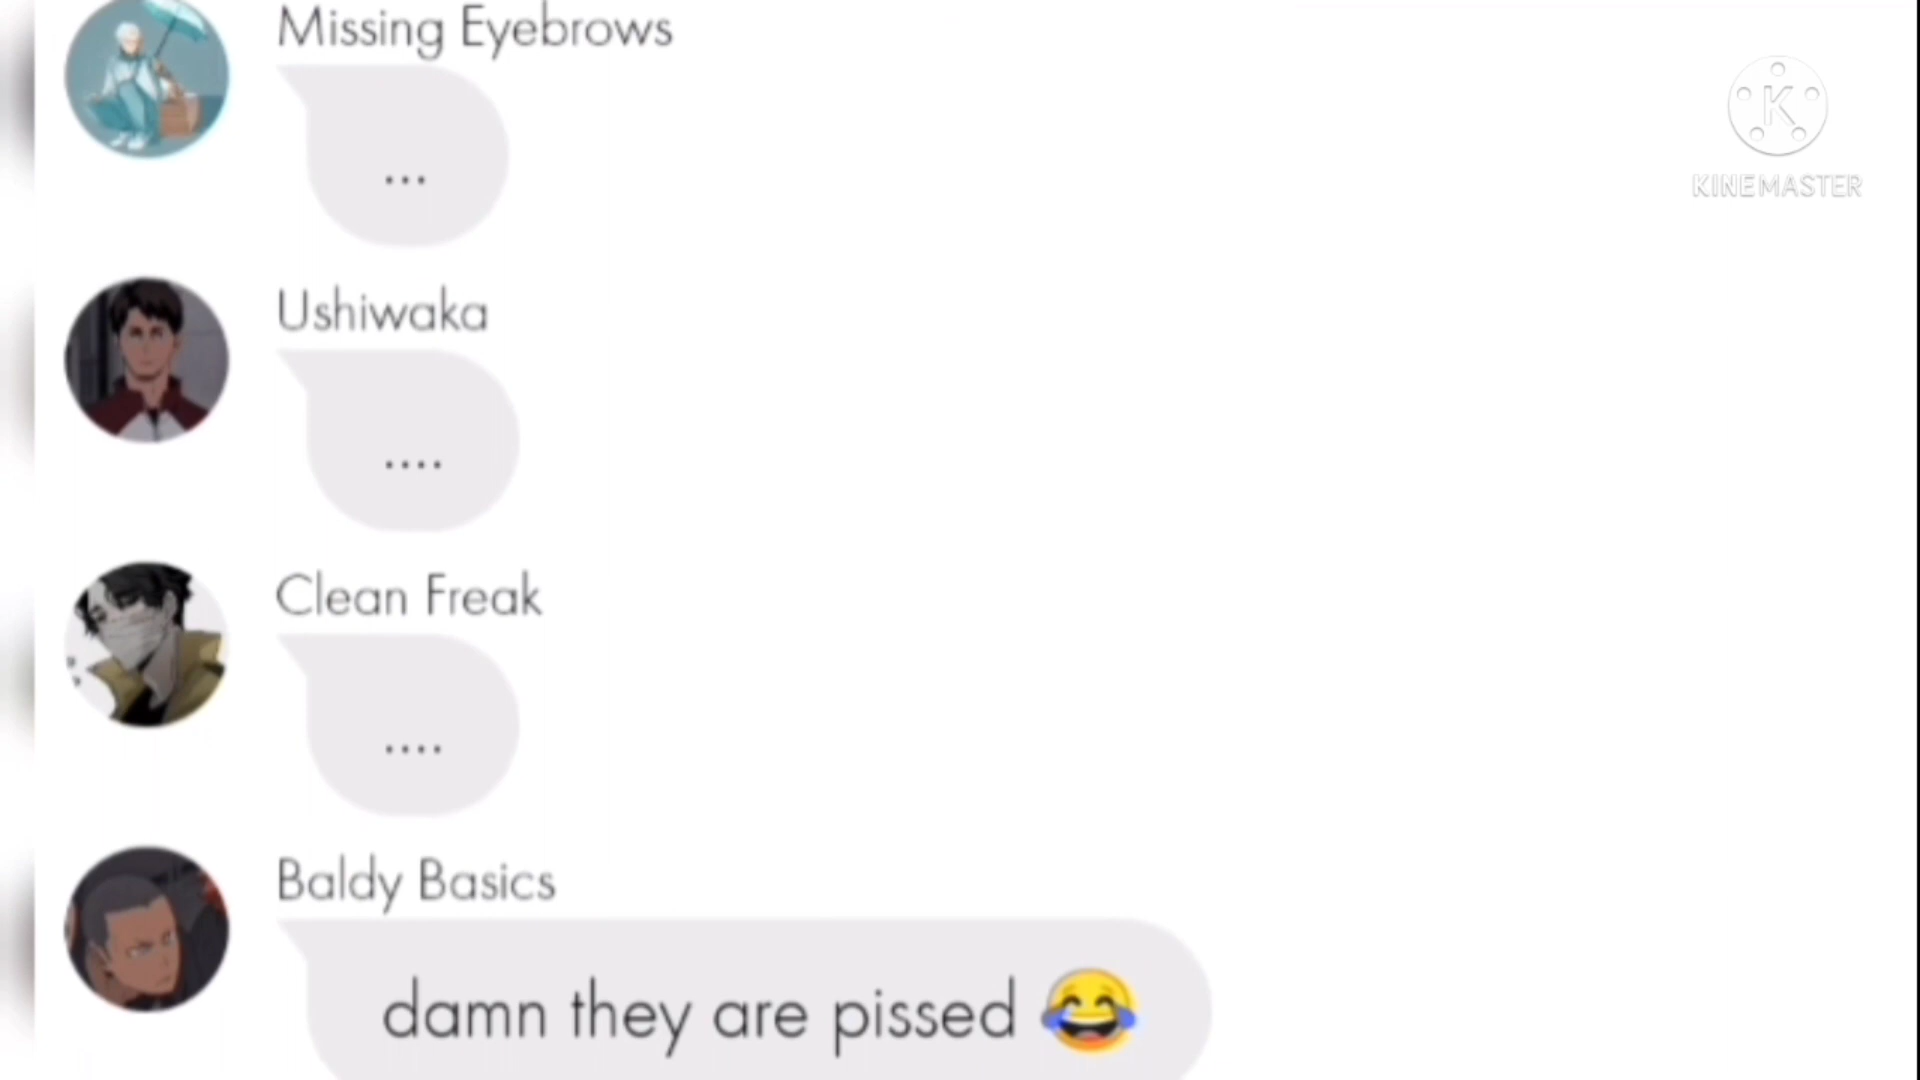 Missing Eyebrows
...
K
KINEMASTER
Ushiwaka
....
Clean Freak
....
Baldy Basics
damn they are pissed 😂